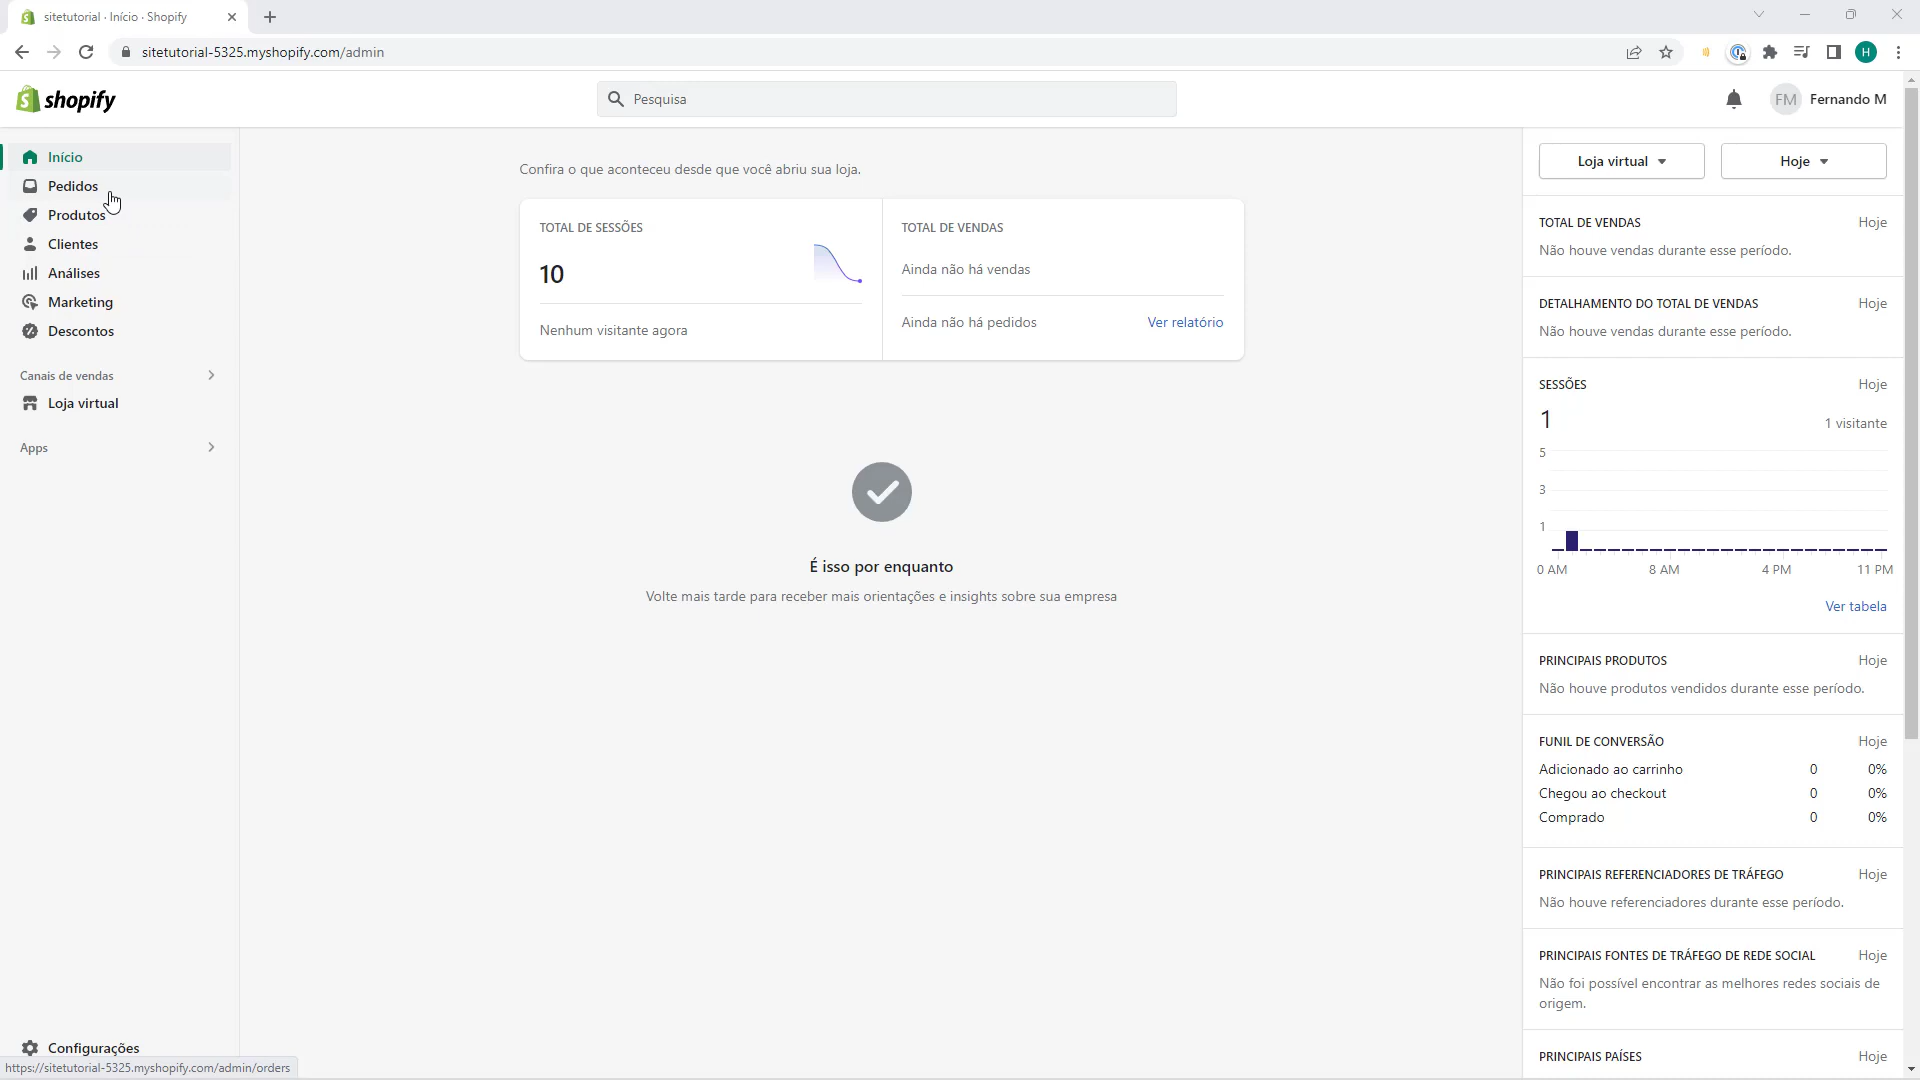 sitetutorial · Início · Shopify
sitetutorial-5325.myshopify.com/admin
H
shopify
Pesquisa
FM
Fernando M
Início
Pedidos
Produtos
Clientes
Análises
Marketing
Descontos
Canais de vendas
Loja virtual
Apps
Configurações
https://sitetutorial-5325.myshopify.com/admin/orders
Confira o que aconteceu desde que você abriu sua loja.
TOTAL DE SESSÕES
10
Nenhum visitante agora
TOTAL DE VENDAS
Ainda não há vendas
Ainda não há pedidos Ver relatório
É isso por enquanto
Volte mais tarde para receber mais orientações e insights sobre sua empresa
Loja virtual Hoje
TOTAL DE VENDAS Hoje
Não houve vendas durante esse período.
DETALHAMENTO DO TOTAL DE VENDAS Hoje
Não houve vendas durante esse período.
SESSÕES Hoje
1 1 visitante
5
3
1
0 AM 8 AM 4 PM 11 PM
Ver tabela
PRINCIPAIS PRODUTOS Hoje
Não houve produtos vendidos durante esse período.
FUNIL DE CONVERSÃO Hoje
Adicionado ao carrinho 0 0%
Chegou ao checkout 0 0%
Comprado 0 0%
PRINCIPAIS REFERENCIADORES DE TRÁFEGO Hoje
Não houve referenciadores durante esse período.
PRINCIPAIS FONTES DE TRÁFEGO DE REDE SOCIAL Hoje
Não foi possível encontrar as melhores redes sociais de
origem.
PRINCIPAIS PAÍSES Hoje